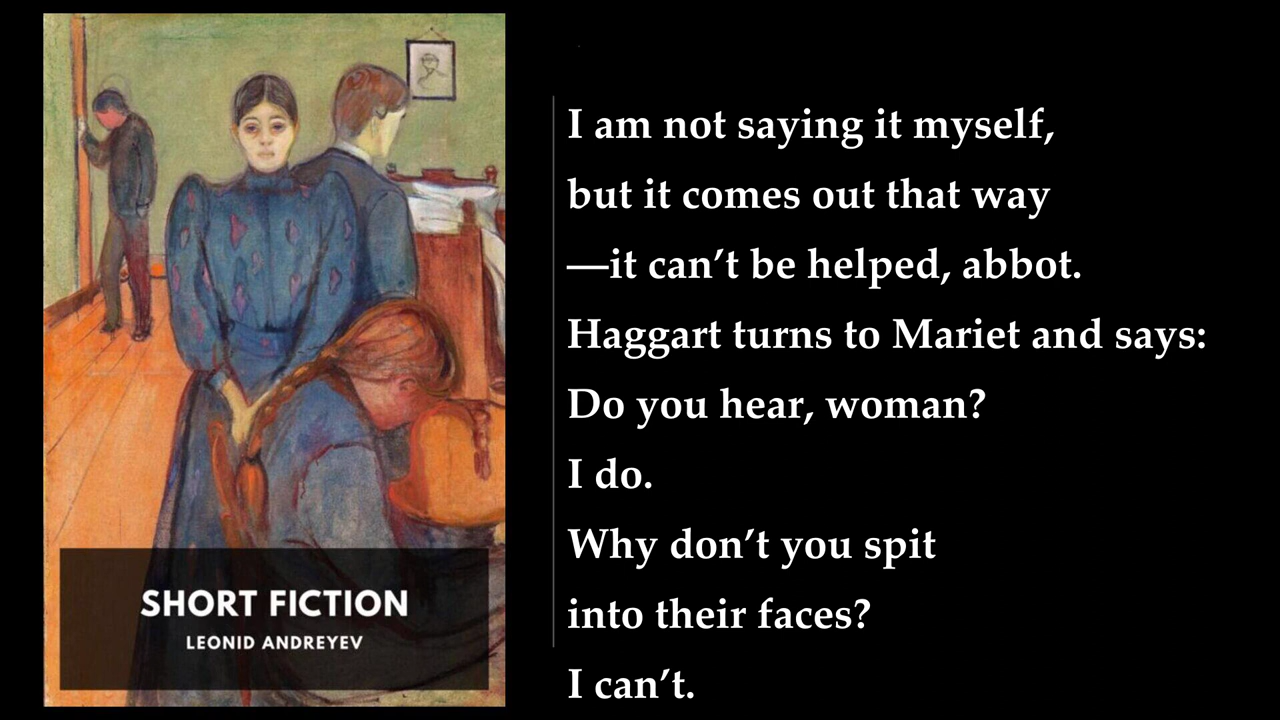 SHORT FICTION
LEONID ANDREYEV
I am not saying it myself,
but it comes out that way
—it can’t be helped, abbot.
Haggart turns to Mariet and says:
Do you hear, woman?
I do.
Why don’t you spit
into their faces?
I can’t.